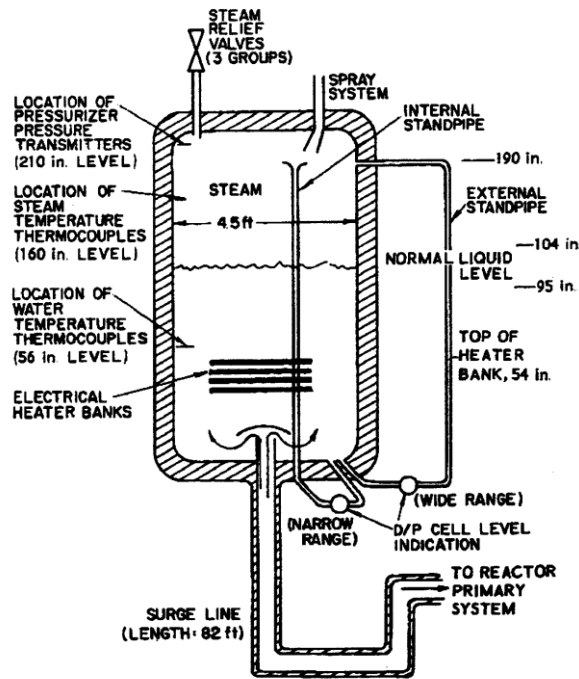 STEAM
RELIEF
VALVES
(3 GROUPS)
SPRAY
SYSTEM
INTERNAL
STANDPIPE
LOCATION OF
PRESSURIZER
PRESSURE
TRANSMITTERS
(210 in. LEVEL)
190 in.
LOCATION OF
STEAM
TEMPERATURE
THERMOCOUPLES
(160 in. LEVEL)
STEAM
4.5 ft
EXTERNAL
STANDPIPE
104 in
NORMAL LIQUID
LEVEL
95 in.
LOCATION OF
WATER
TEMPERATURE
THERMOCOUPLES
(56 in. LEVEL)
TOP OF
HEATER
BANK, 54 in.
ELECTRICAL
HEATER BANKS
(WIDE RANGE)
(NARROW
RANGE)
D/P CELL LEVEL
INDICATION
SURGE LINE
(LENGTH: 82 ft)
TO REACTOR
PRIMARY
SYSTEM